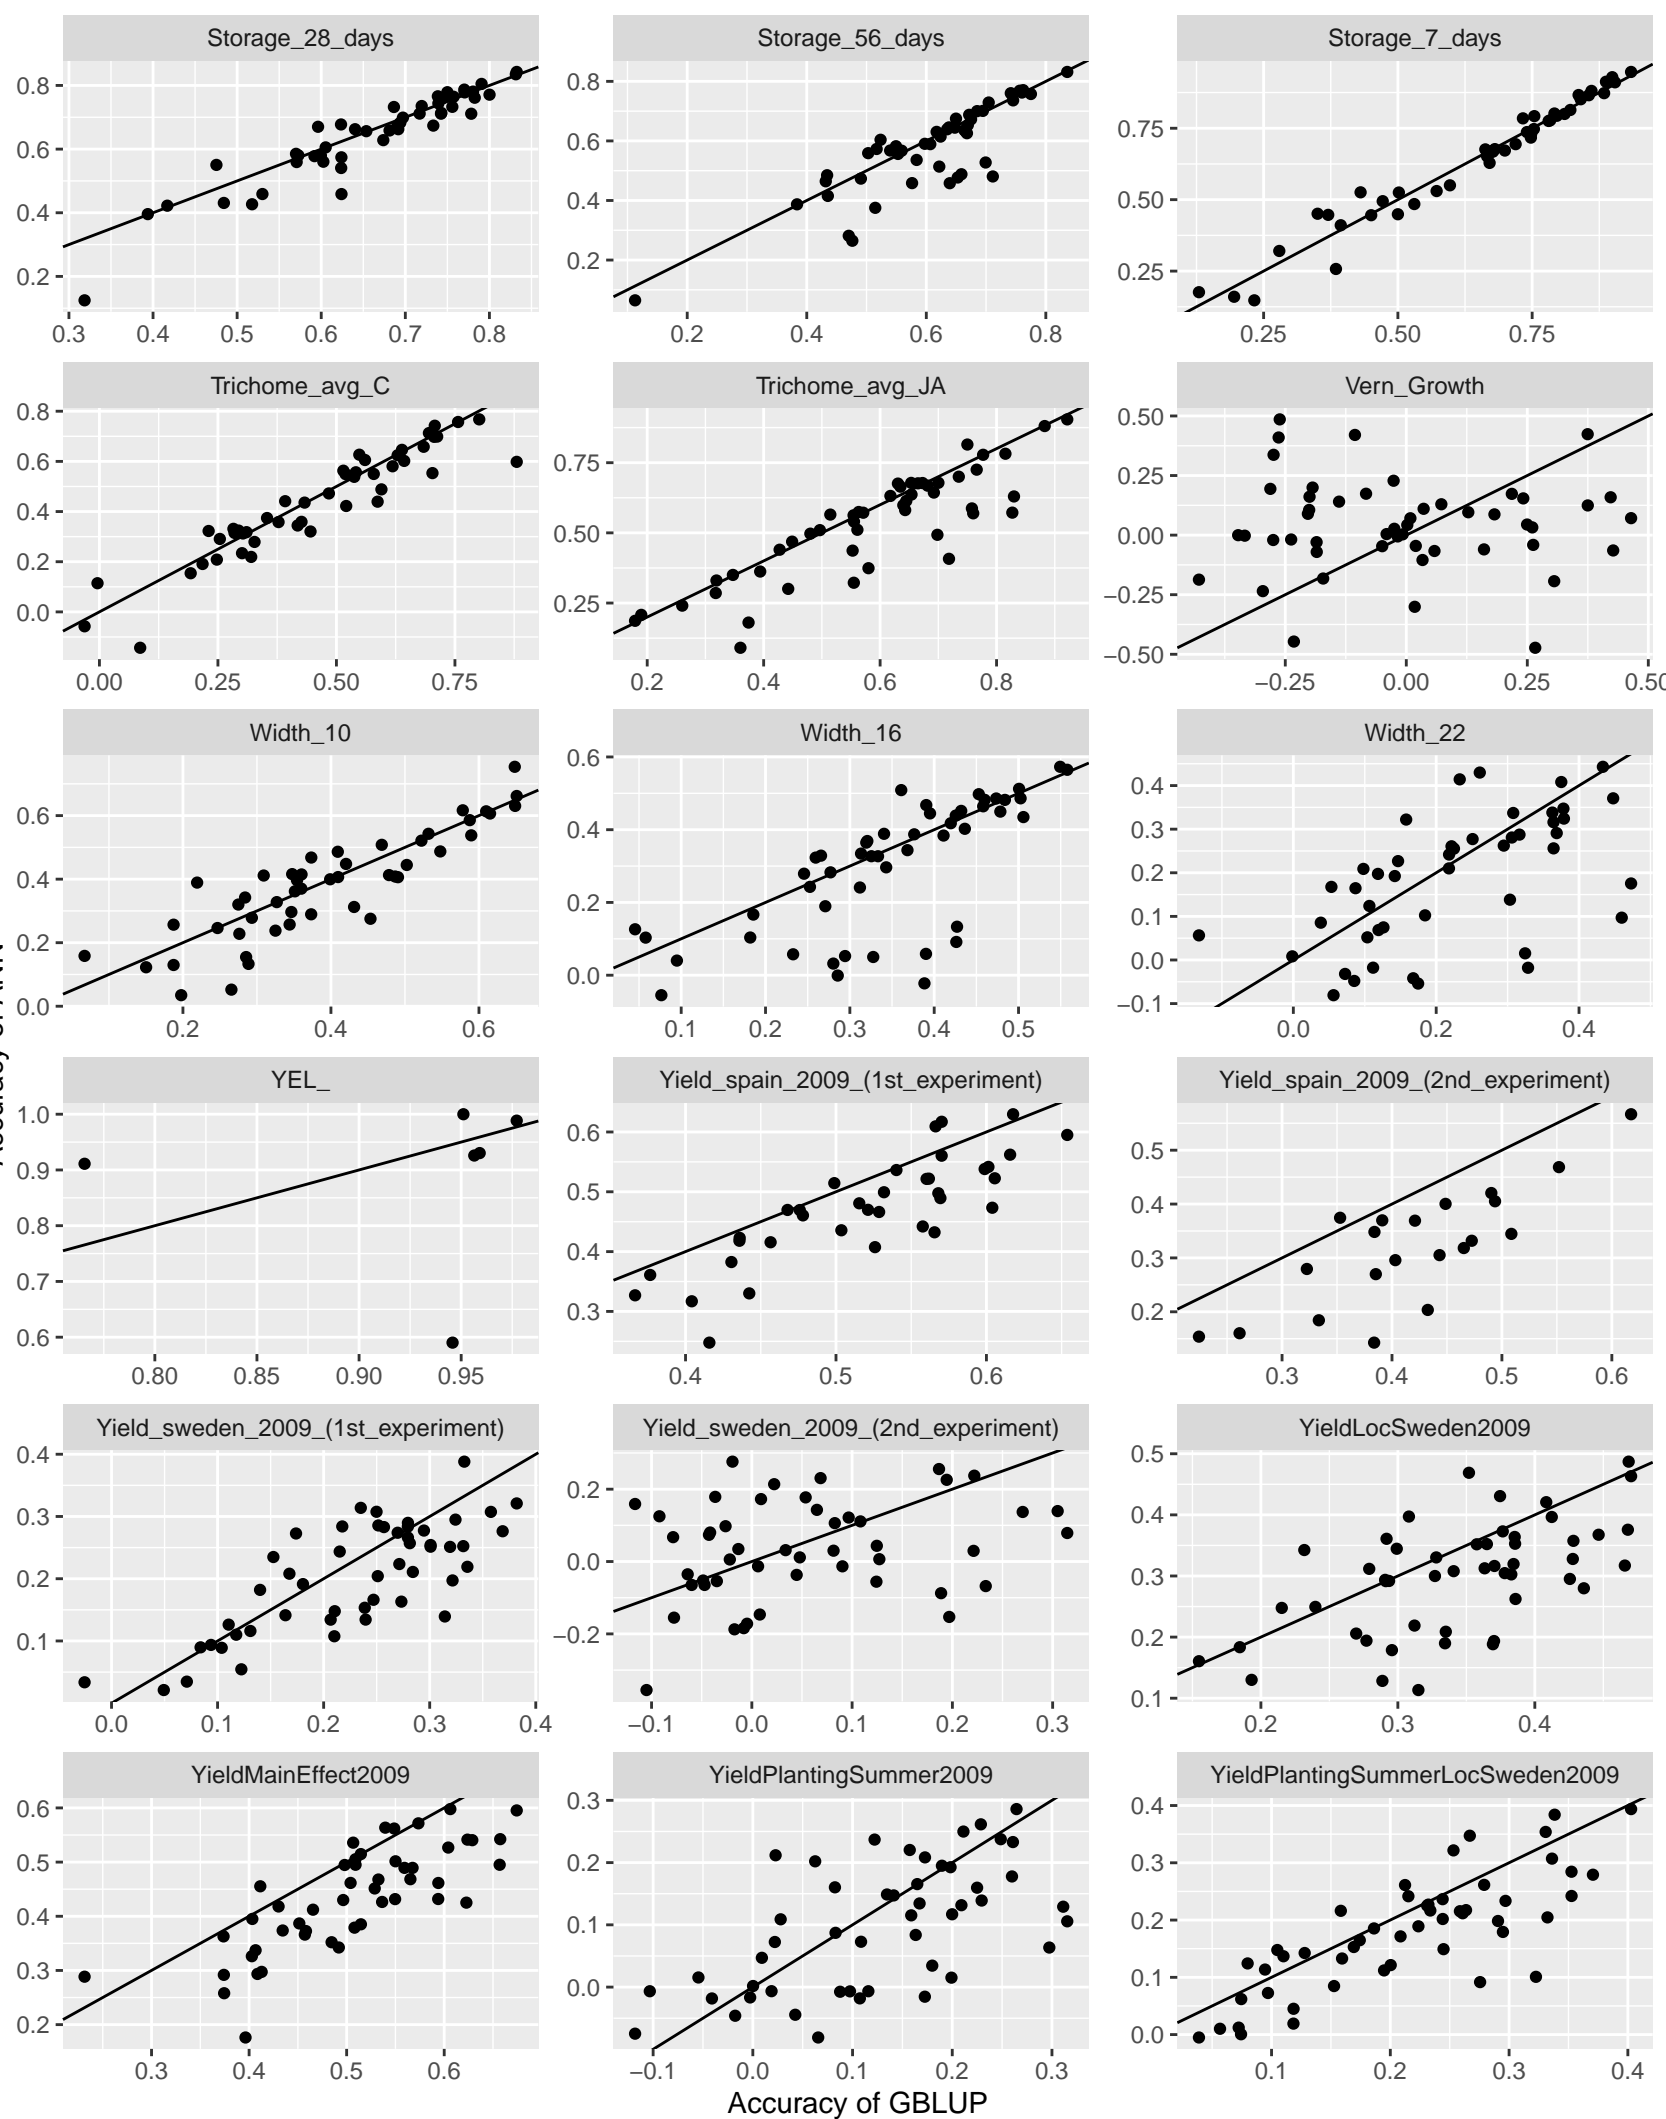 Storage_28_days Storage_56_days Storage_7_days
0.8 0.8 0.75
0.6 0.6 0.50
0.4 0.4 0.25
0.2 0.2
0.3 0.4 0.5 0.6 0.7 0.8 0.2 0.4 0.6 0.8 0.25 0.50 0.75
Trichome_avg_C Trichome_avg_JA Vern_Growth
0.8 0.75 0.50
0.6 0.50 0.25
0.4 0.25 0.00
0.2 −0.25
0.0 −0.50
0.00 0.25 0.50 0.75 0.2 0.4 0.6 0.8 −0.25 0.00 0.25 0.50
Width_10 Width_16 Width_22
0.6 0.6 0.4
0.4 0.4 0.3
0.2 0.2 0.2
0.0 0.0 0.1
0.0
−0.1
0.2 0.4 0.6 0.1 0.2 0.3 0.4 0.5 0.0 0.2 0.4
YEL_ Yield_spain_2009_(1st_experiment) Yield_spain_2009_(2nd_experiment)
1.0 0.6 0.5
0.9 0.5 0.4
0.8 0.4 0.3
0.7 0.3 0.2
0.6
0.80 0.85 0.90 0.95 0.4 0.5 0.6 0.3 0.4 0.5 0.6
Yield_sweden_2009_(1st_experiment) Yield_sweden_2009_(2nd_experiment) YieldLocSweden2009
0.4 0.2 0.5
0.3 0.0 0.4
0.2 −0.2 0.3
0.1 0.2
0.1
0.0 0.1 0.2 0.3 0.4 −0.1 0.0 0.1 0.2 0.3 0.2 0.3 0.4
YieldMainEffect2009 YieldPlantingSummer2009 YieldPlantingSummerLocSweden2009
0.6 0.3 0.4
0.5 0.2 0.3
0.4 0.1 0.2
0.3 0.0 0.1
0.2 0.0
0.3 0.4 0.5 0.6 −0.1 0.0 0.1 0.2 0.3 0.1 0.2 0.3 0.4
Accuracy of GBLUP